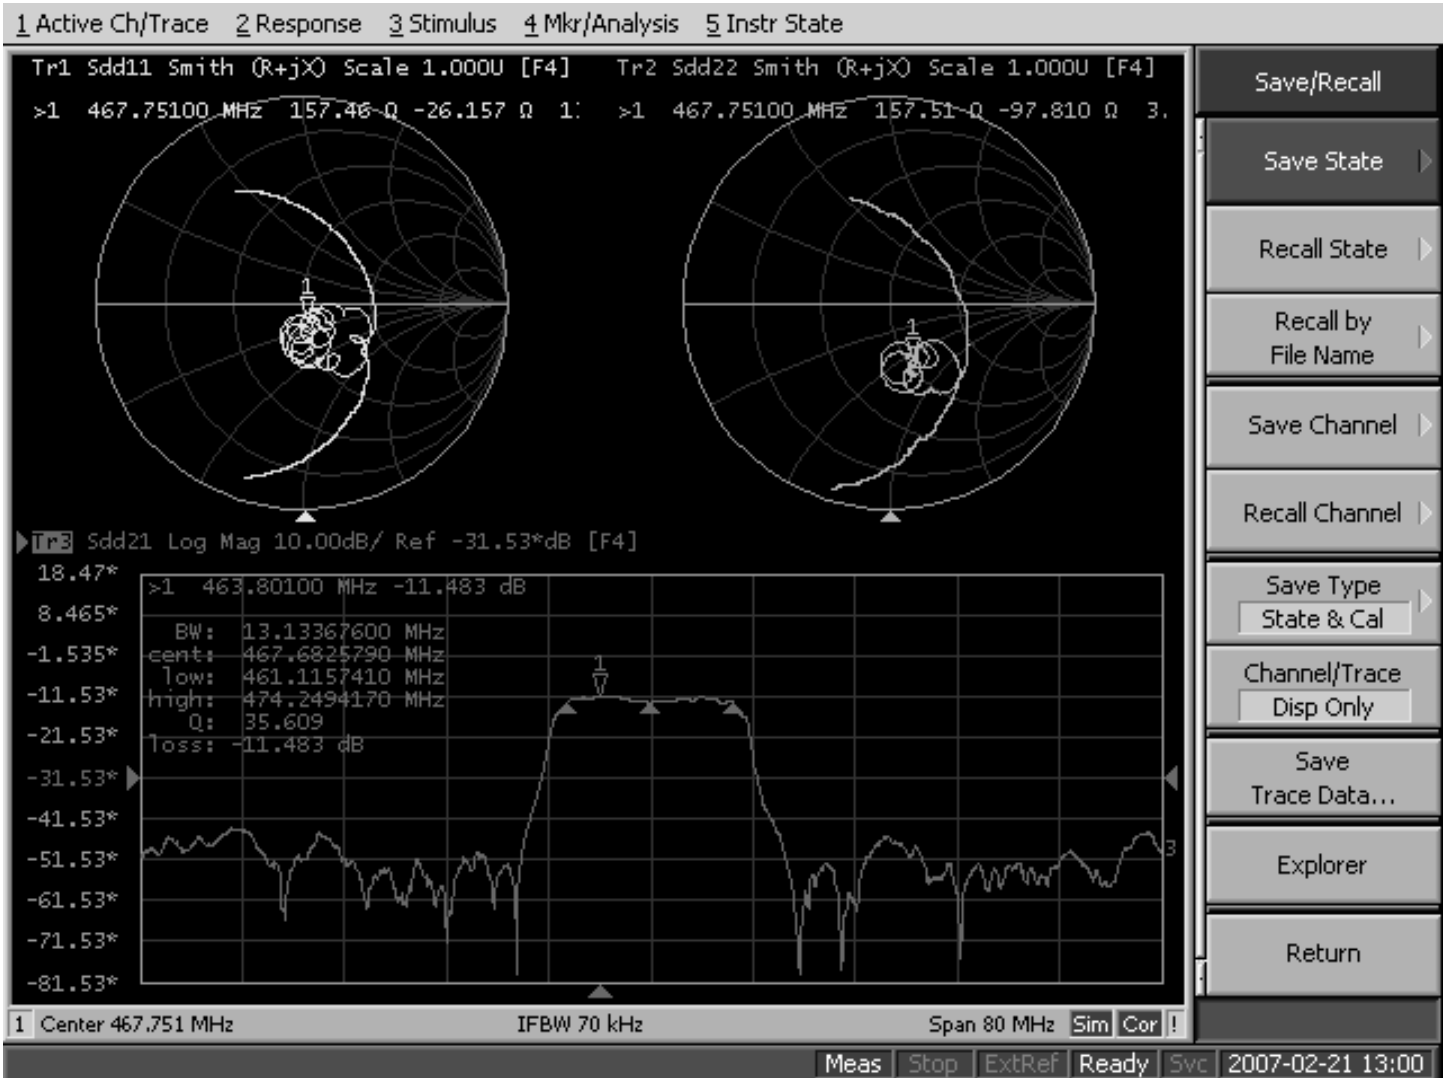 1 Active Ch/Trace 2 Response 3 Stimulus 4 Mkr/Analysis 5 Instr State
Tr1 Sdd11 Smith (R+jX) Scale 1.000U [F4]
>1 467.75100 MHz 157.46 Ω -26.157 Ω
1
Tr2 Sdd22 Smith (R+jX) Scale 1.000U [F4]
>1 467.75100 MHz 157.51 Ω -97.810 Ω 3.
1
Tr3 Sdd21 Log Mag 10.00dB/ Ref -31.53*dB [F4]
18.47*
8.465*
-1.535*
-11.53*
-21.53*
-31.53*
-41.53*
-51.53*
-61.53*
-71.53*
-81.53*
>1 463.80100 MHz -11.483 dB
BW: 13.13367600 MHz
cent: 467.6825790 MHz
low: 461.1157410 MHz
high: 474.2494170 MHz
Q: 35.609
loss: -11.483 dB
1
3
1 Center 467.751 MHz IFBW 70 kHz Span 80 MHz Sim Cor !
Save/Recall
Save State
Recall State
Recall by
File Name
Save Channel
Recall Channel
Save Type
State & Cal
Channel/Trace
Disp Only
Save
Trace Data...
Explorer
Return
Meas Stop ExtRef Ready Svc 2007-02-21 13:00